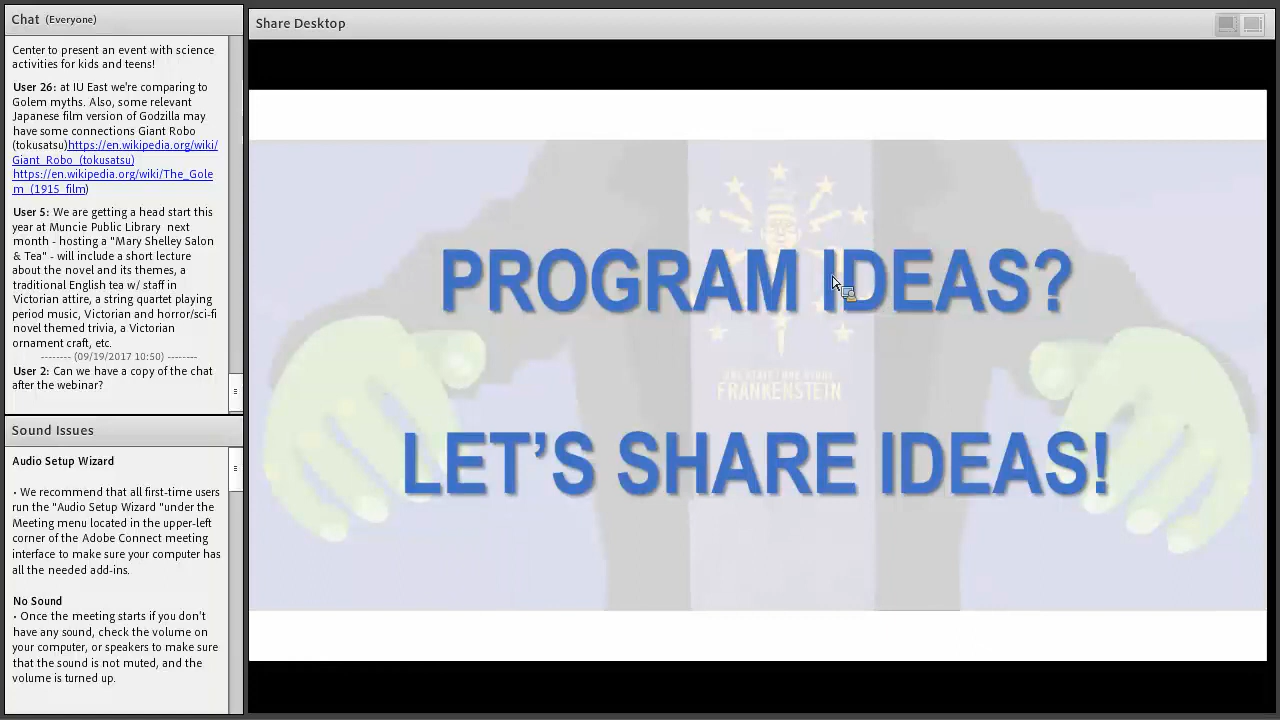 Chat (Everyone)
Center to present an event with science
activities for kids and teens!
User 26: at IU East we're comparing to
Golem myths. Also, some relevant
Japanese film version of Godzilla may
have some connections Giant Robo
(tokusatsu)https://en.wikipedia.org/wiki/
Giant_Robo_(tokusatsu)
https://en.wikipedia.org/wiki/The_Gole
m_(1915_film)
User 5: We are getting a head start this
year at Muncie Public Library next
month - hosting a "Mary Shelley Salon
& Tea" - will include a short lecture
about the novel and its themes, a
traditional English tea w/ staff in
Victorian attire, a string quartet playing
period music, Victorian and horror/sci-fi
novel themed trivia, a Victorian
ornament craft, etc.
-------- (09/19/2017 10:50) --------
User 2: Can we have a copy of the chat
after the webinar?
Sound Issues
Audio Setup Wizard
• We recommend that all first-time users
run the "Audio Setup Wizard "under the
Meeting menu located in the upper-left
corner of the Adobe Connect meeting
interface to make sure your computer has
all the needed add-ins.
No Sound
• Once the meeting starts if you don't
have any sound, check the volume on
your computer, or speakers to make sure
that the sound is not muted, and the
volume is turned up.
Share Desktop
PROGRAM IDEAS?
ONE STATE / ONE STORY
FRANKENSTEIN
LET'S SHARE IDEAS!